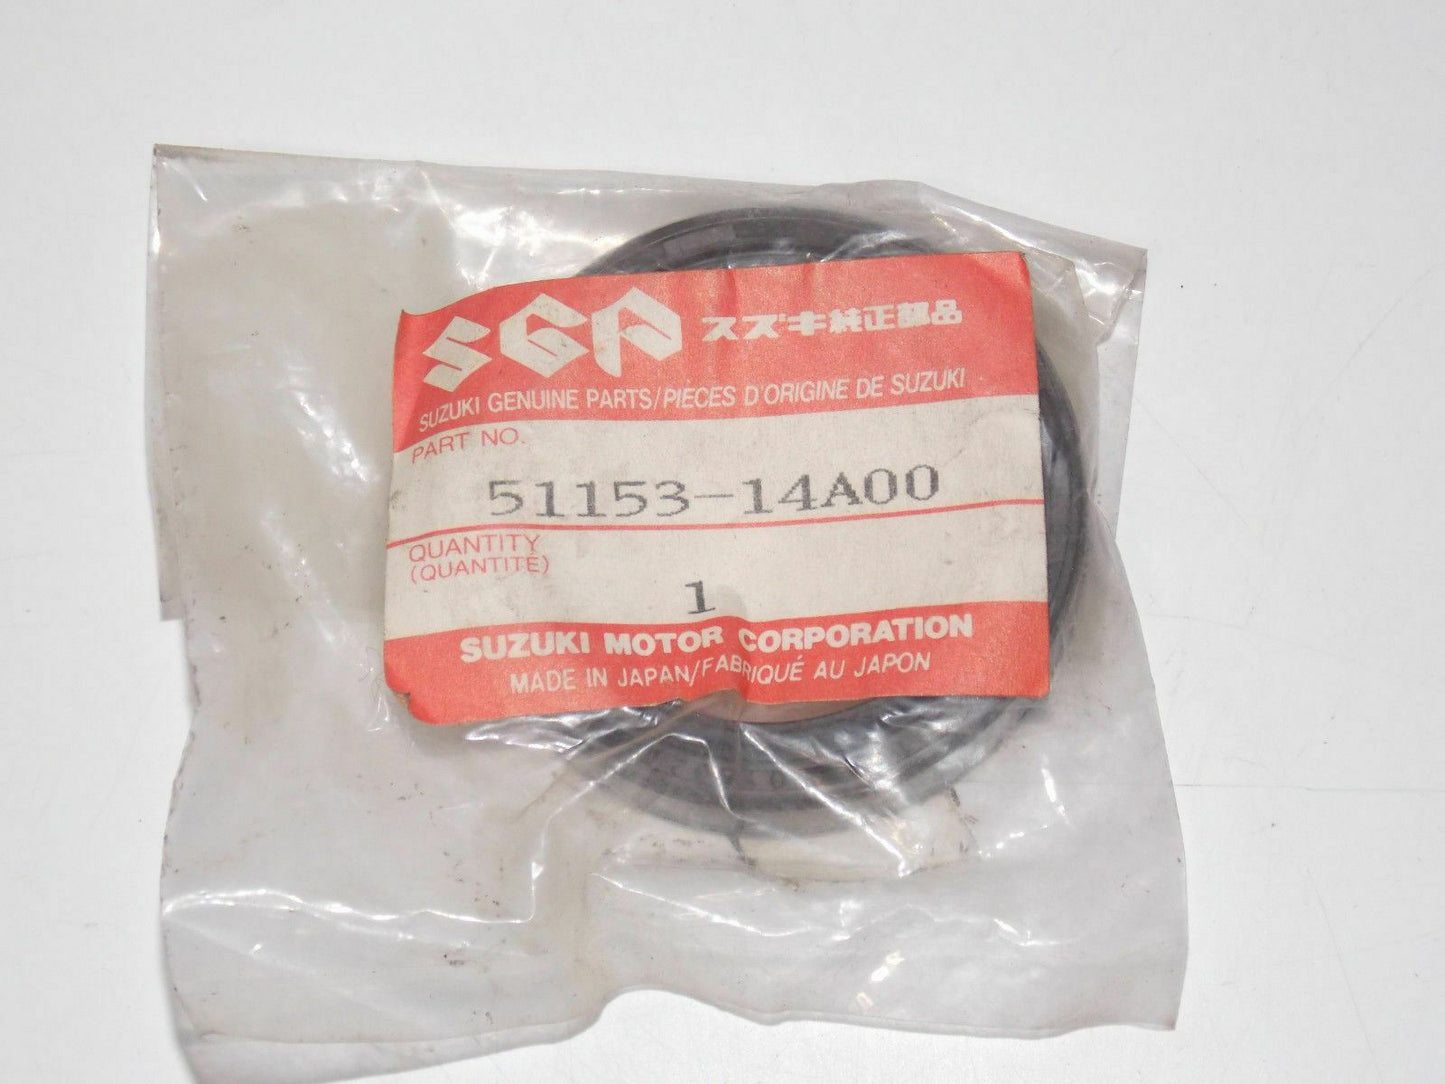 SGP スズキ純正部品
SUZUKI GENUINE PARTS/PIECES D'ORIGINE DE SUZUKI
PART NO.
51153-14A00
QUANTITY
(QUANTITÉ)
1
SUZUKI MOTOR CORPORATION
MADE IN JAPAN/FABRIQUÉ AU JAPON